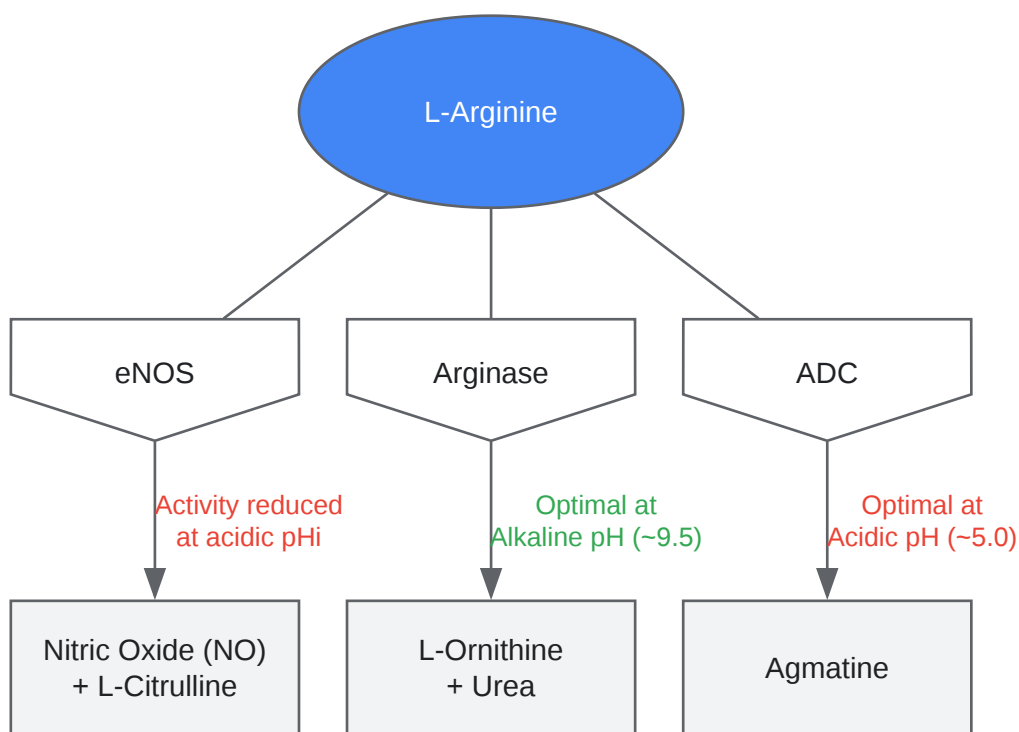 L-Arginine
eNOS
Arginase
ADC
Activity reduced
at acidic pHi
Optimal at
Alkaline pH (~9.5)
Optimal at
Acidic pH (~5.0)
Nitric Oxide (NO)
+ L-Citrulline
L-Ornithine
+ Urea
Agmatine